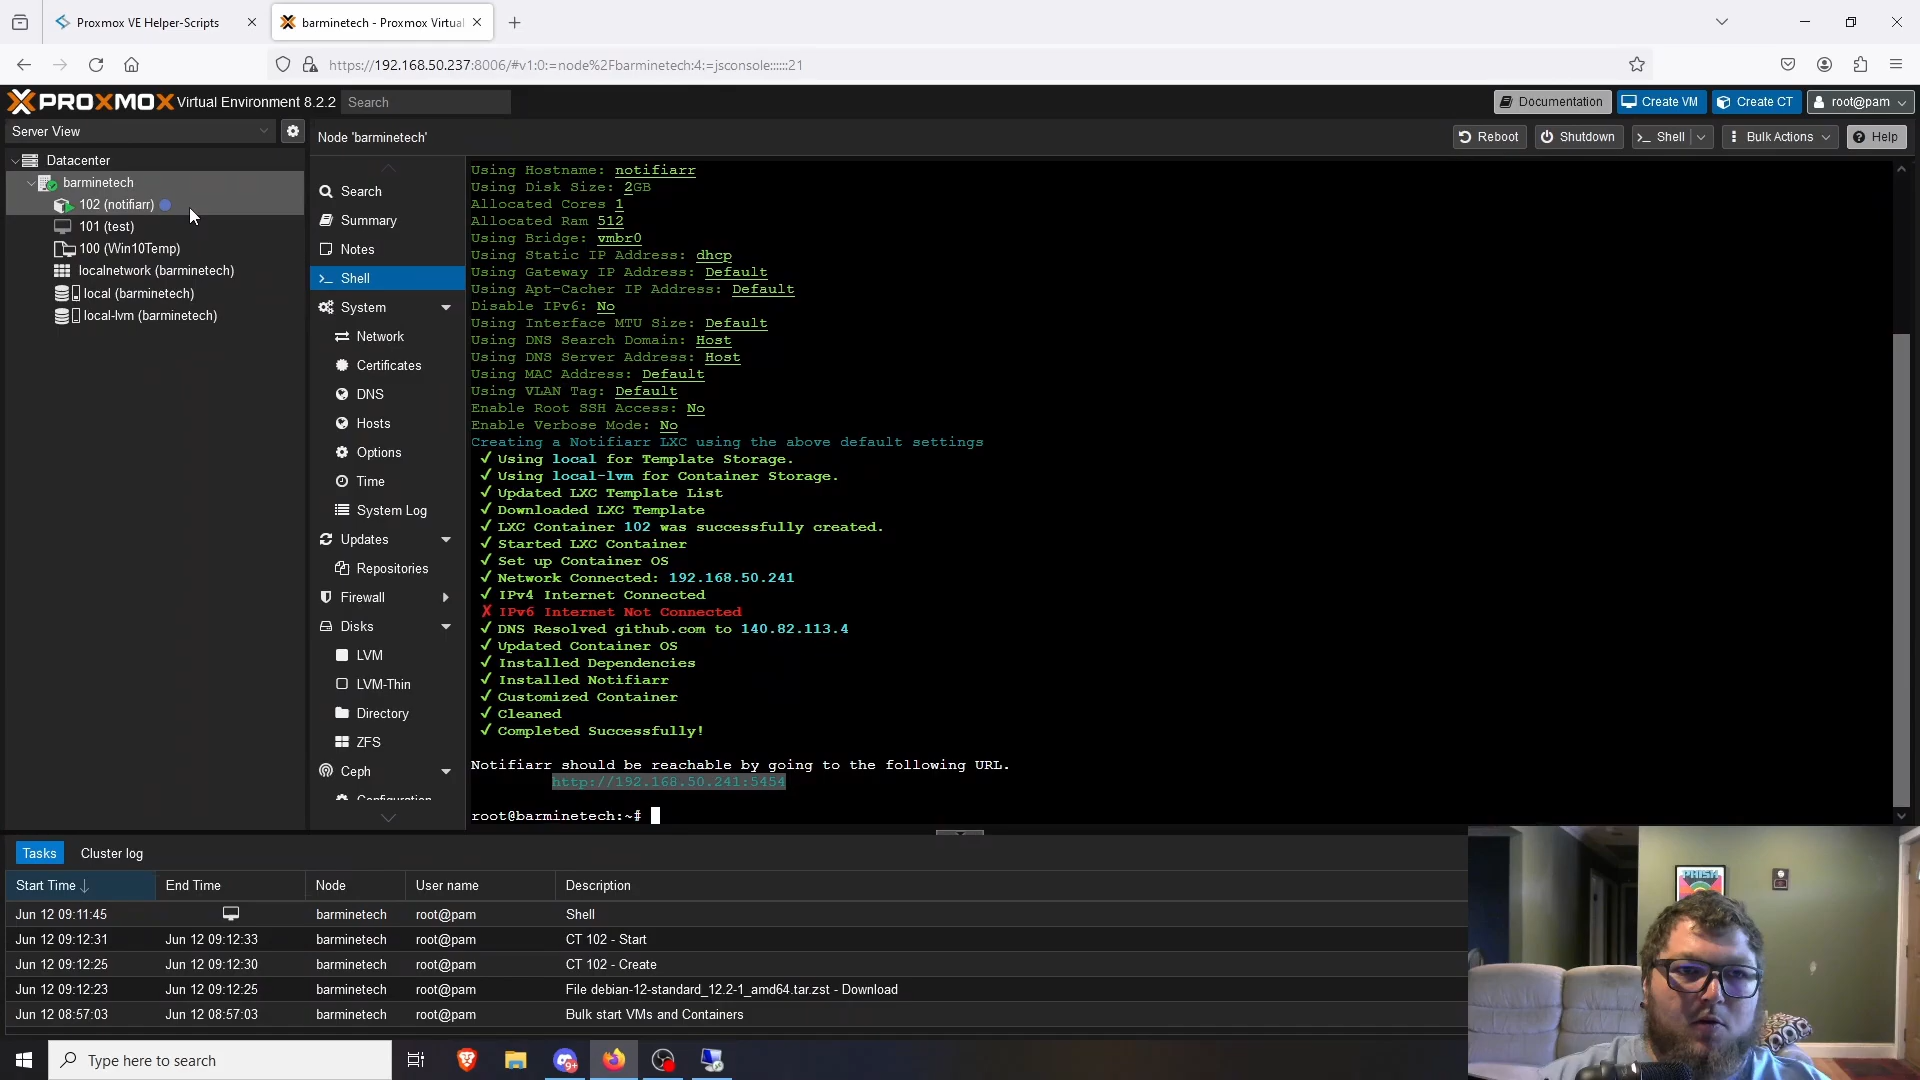 Proxmox VE Helper-Scripts
barminetech - Proxmox Virtual
https://192.168.50.237:8006/#v1:0:=node%2Fbarminetech:4:=jsconsole::::::21
PROXMOX Virtual Environment 8.2.2 Search
Documentation Create VM Create CT root@pam
Server View
Node 'barminetech'
Reboot Shutdown Shell Bulk Actions Help
Datacenter
barminetech
102 (notifiarr)
101 (test)
100 (Win10Temp)
localnetwork (barminetech)
local (barminetech)
local-lvm (barminetech)
Search
Summary
Notes
Shell
System
Network
Certificates
DNS
Hosts
Options
Time
System Log
Updates
Repositories
Firewall
Disks
LVM
LVM-Thin
Directory
ZFS
Ceph
Configuration
Using Hostname: notifiarr
Using Disk Size: 2GB
Allocated Cores 1
Allocated Ram 512
Using Bridge: vmbr0
Using Static IP Address: dhcp
Using Gateway IP Address: Default
Using Apt-Cacher IP Address: Default
Disable IPv6: No
Using Interface MTU Size: Default
Using DNS Search Domain: Host
Using DNS Server Address: Host
Using MAC Address: Default
Using VLAN Tag: Default
Enable Root SSH Access: No
Enable Verbose Mode: No
Creating a Notifiarr LXC using the above default settings
✓ Using local for Template Storage.
✓ Using local-lvm for Container Storage.
✓ Updated LXC Template List
✓ Downloaded LXC Template
✓ LXC Container 102 was successfully created.
✓ Started LXC Container
✓ Set up Container OS
✓ Network Connected: 192.168.50.241
✓ IPv4 Internet Connected
✗ IPv6 Internet Not Connected
✓ DNS Resolved github.com to 140.82.113.4
✓ Updated Container OS
✓ Installed Dependencies
✓ Installed Notifiarr
✓ Customized Container
✓ Cleaned
✓ Completed Successfully!
Notifiarr should be reachable by going to the following URL.
http://192.168.50.241:5454
root@barminetech:~#
Tasks Cluster log
Start Time End Time Node User name Description
Jun 12 09:11:45 barminetech root@pam Shell
Jun 12 09:12:31 Jun 12 09:12:33 barminetech root@pam CT 102 - Start
Jun 12 09:12:25 Jun 12 09:12:30 barminetech root@pam CT 102 - Create
Jun 12 09:12:23 Jun 12 09:12:25 barminetech root@pam File debian-12-standard_12.2-1_amd64.tar.zst - Download
Jun 12 08:57:03 Jun 12 08:57:03 barminetech root@pam Bulk start VMs and Containers
PHISH
Type here to search